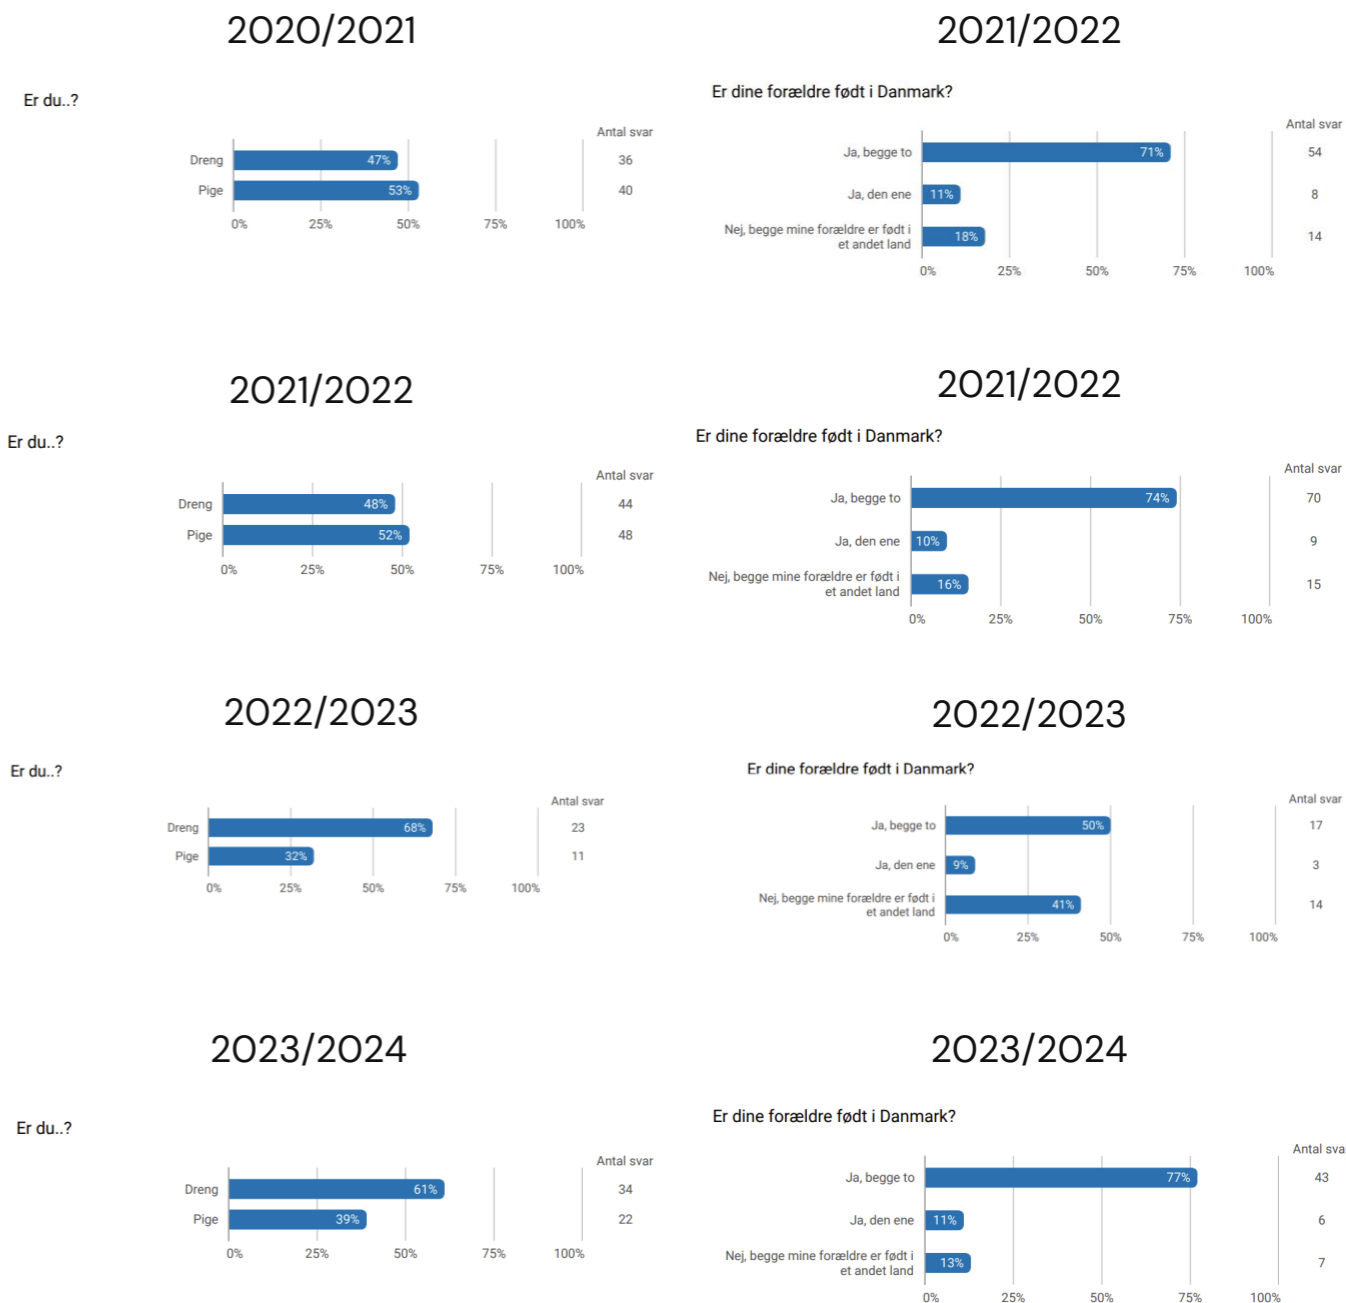 2020/2021
Er du..?
Antal svar
Dreng 47% 36
Pige 53% 40
0% 25% 50% 75% 100%
2021/2022
Er dine forældre født i Danmark?
Antal svar
Ja, begge to 71% 54
Ja, den ene 11% 8
Nej, begge mine forældre er født i
et andet land 18% 14
0% 25% 50% 75% 100%
2021/2022
Er du..?
Antal svar
Dreng 48% 44
Pige 52% 48
0% 25% 50% 75% 100%
2021/2022
Er dine forældre født i Danmark?
Antal svar
Ja, begge to 74% 70
Ja, den ene 10% 9
Nej, begge mine forældre er født i
et andet land 16% 15
0% 25% 50% 75% 100%
2022/2023
Er du..?
Antal svar
Dreng 68% 23
Pige 32% 11
0% 25% 50% 75% 100%
2022/2023
Er dine forældre født i Danmark?
Antal svar
Ja, begge to 50% 17
Ja, den ene 9% 3
Nej, begge mine forældre er født i
et andet land 41% 14
0% 25% 50% 75% 100%
2023/2024
Er du..?
Antal svar
Dreng 61% 34
Pige 39% 22
0% 25% 50% 75% 100%
2023/2024
Er dine forældre født i Danmark?
Antal sva
Ja, begge to 77% 43
Ja, den ene 11% 6
Nej, begge mine forældre er født i
et andet land 13% 7
0% 25% 50% 75% 100%